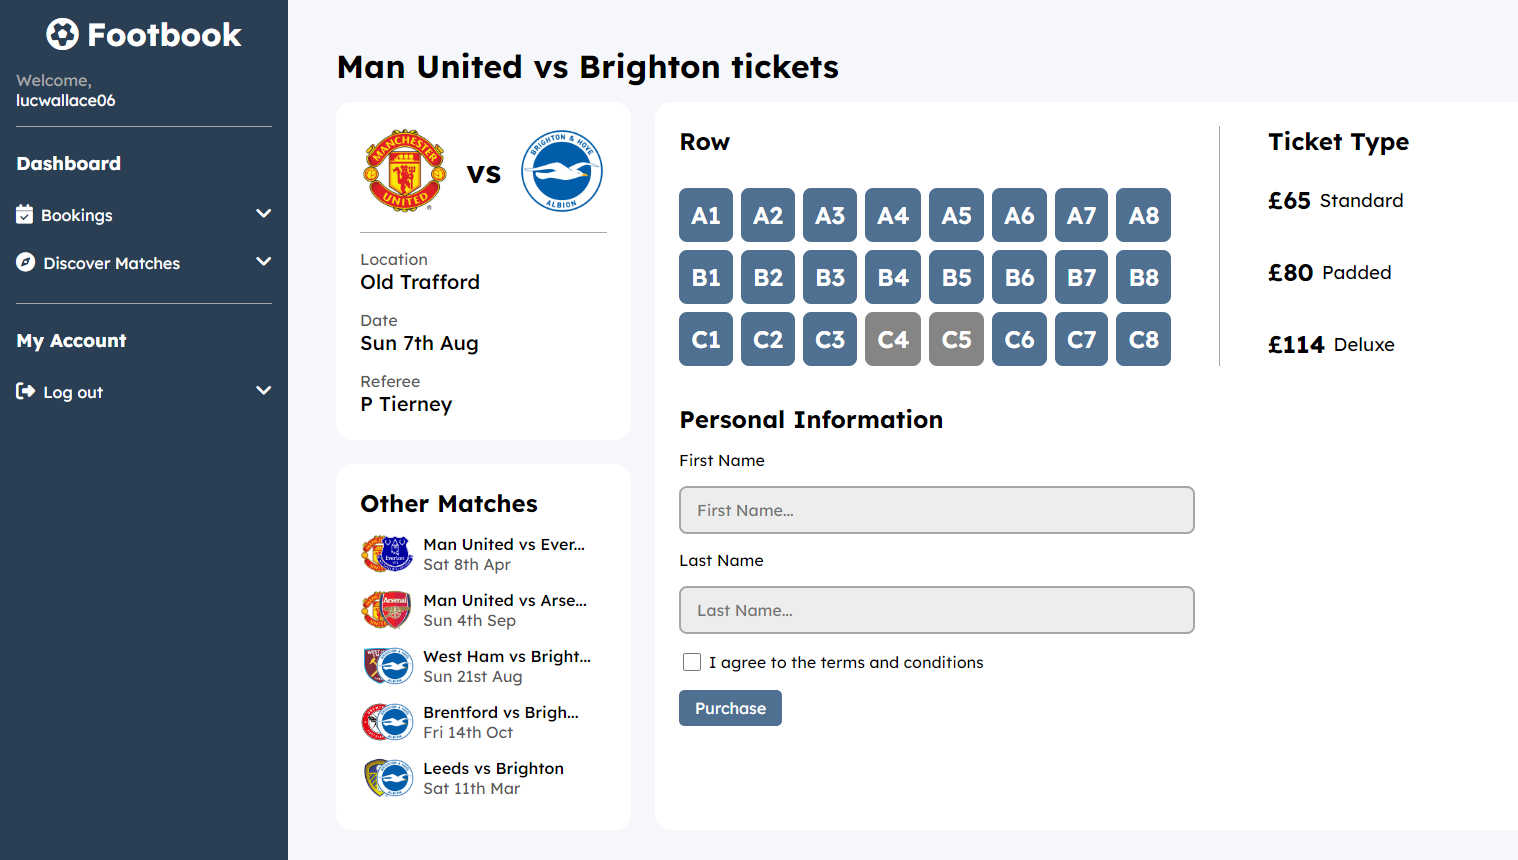 Footbook
Welcome,
lucwallace06
Dashboard
Bookings
Discover Matches
My Account
Log out
Man United vs Brighton tickets
MANCHESTER
UNITED
vs
BRIGHTON & HOVE
ALBION
Location
Old Trafford
Date
Sun 7th Aug
Referee
P Tierney
Other Matches
Man United vs Ever...
Sat 8th Apr
Man United vs Arse...
Sun 4th Sep
West Ham vs Bright...
Sun 21st Aug
Brentford vs Brigh...
Fri 14th Oct
Leeds vs Brighton
Sat 11th Mar
Row
A1 A2 A3 A4 A5 A6 A7 A8
B1 B2 B3 B4 B5 B6 B7 B8
C1 C2 C3 C4 C5 C6 C7 C8
Ticket Type
£65 Standard
£80 Padded
£114 Deluxe
Personal Information
First Name
First Name...
Last Name
Last Name...
I agree to the terms and conditions
Purchase
Everton
Arsenal